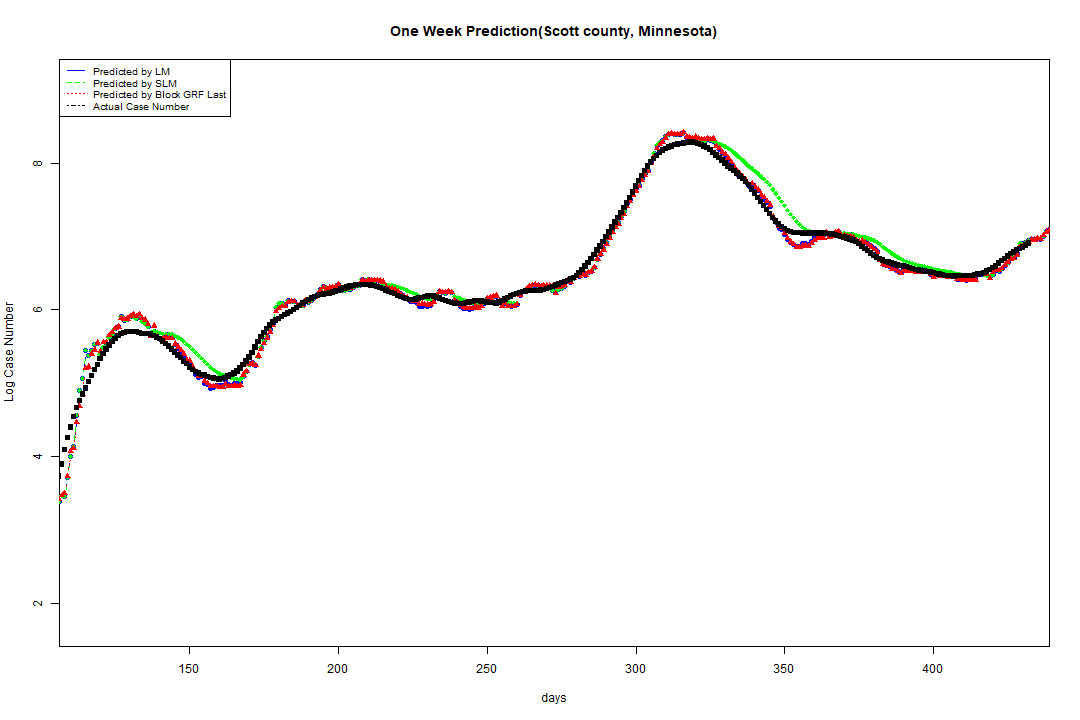 One Week Prediction(Scott county, Minnesota)
Predicted by LM
Predicted by SLM
Predicted by Block GRF Last
Actual Case Number
Log Case Number
8
6
4
2
150 200 250 300 350 400
days